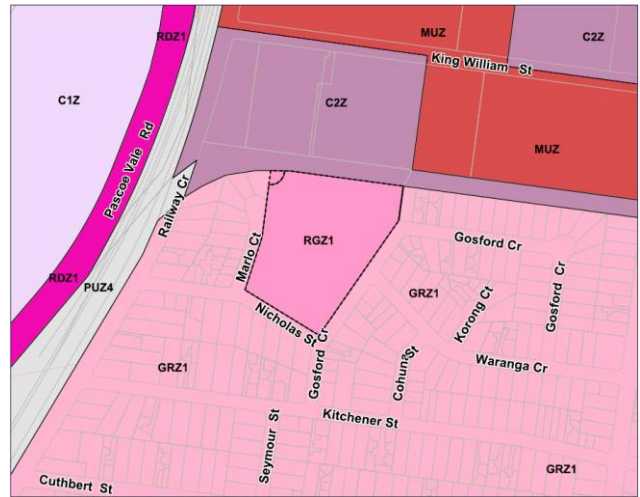 RDZ1
MUZ
C2Z
King William St
C1Z
C2Z
Pascoe Vale Rd
MUZ
Railway Cr
RGZ1
Gosford Cr
Marlo Ct
Gosford Cr
RDZ1
PUZ4
GRZ1
Korong Ct
Nicholas St
Gosford Cr
Cohuna St
Waranga Cr
GRZ1
Kitchener St
Seymour St
GRZ1
Cuthbert St